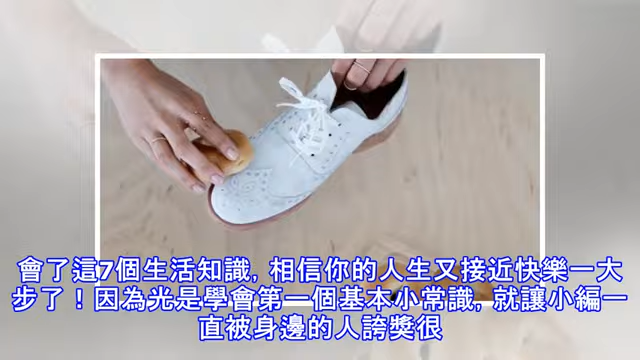 會了這7個生活知識, 相信你的人生又接近快樂一大
步了！因為光是學會第一個基本小常識, 就讓小編一
直被身邊的人誇獎很